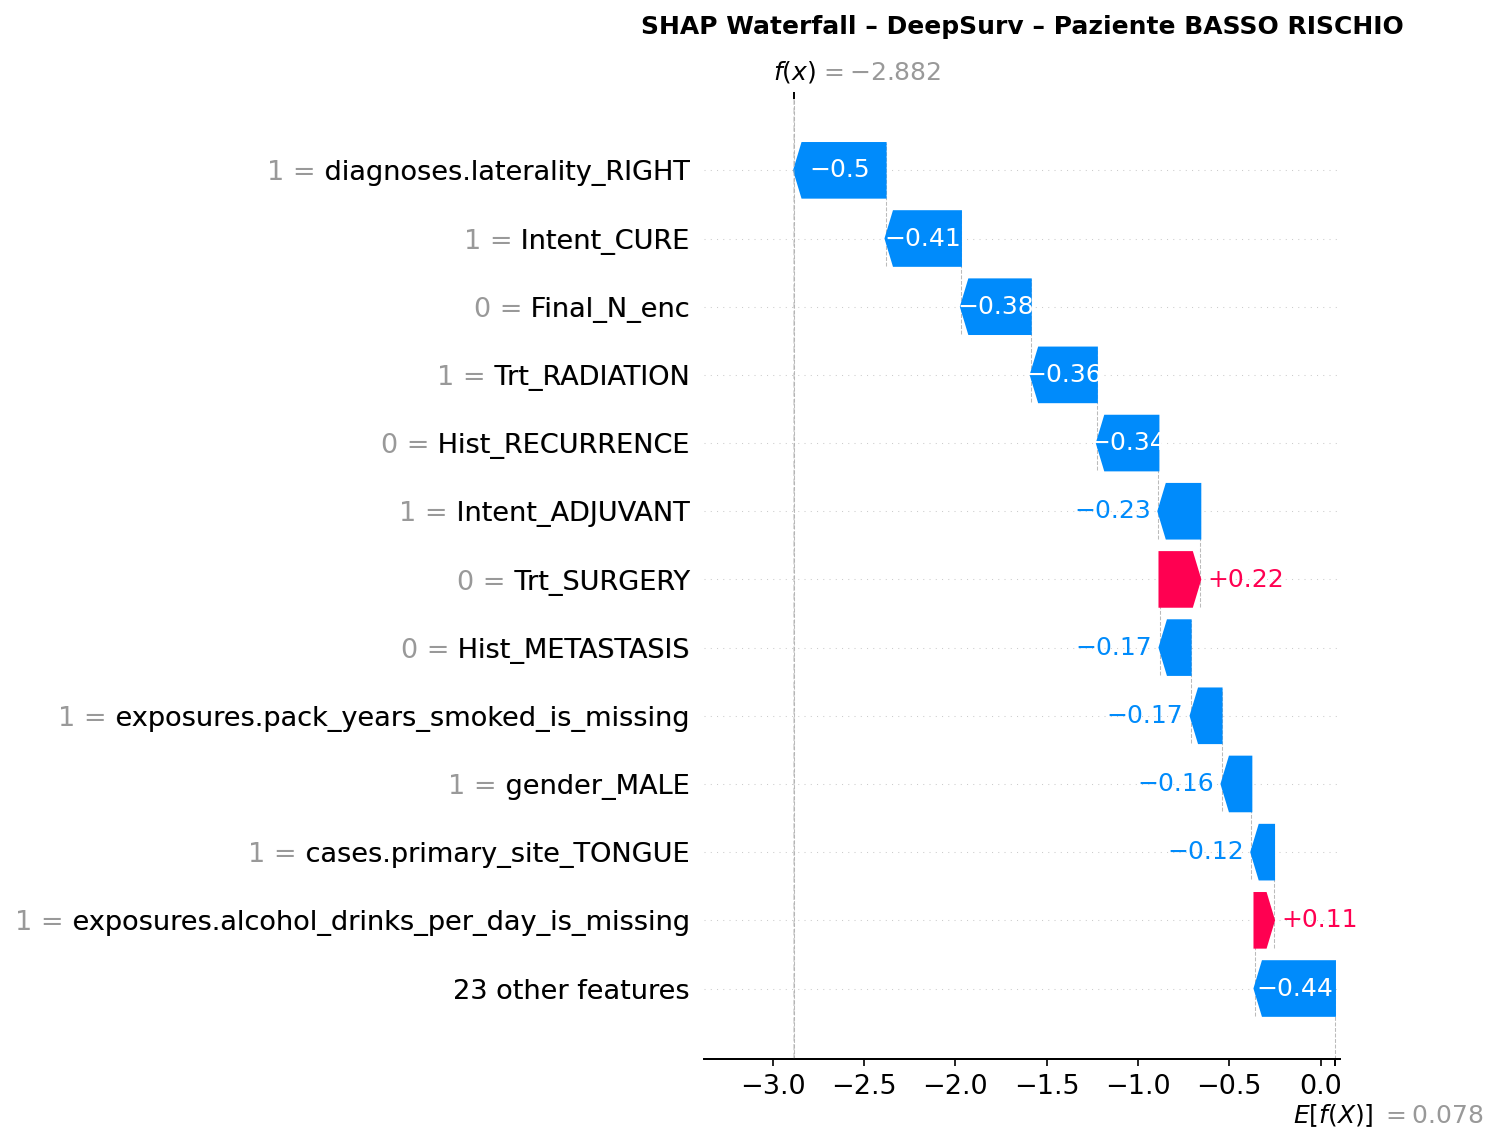 SHAP Waterfall – DeepSurv – Paziente BASSO RISCHIO
f(x) = −2.882
1 = diagnoses.laterality_RIGHT −0.5
1 = Intent_CURE −0.41
0 = Final_N_enc −0.38
1 = Trt_RADIATION −0.36
0 = Hist_RECURRENCE −0.34
1 = Intent_ADJUVANT −0.23
0 = Trt_SURGERY +0.22
0 = Hist_METASTASIS −0.17
1 = exposures.pack_years_smoked_is_missing −0.17
1 = gender_MALE −0.16
1 = cases.primary_site_TONGUE −0.12
1 = exposures.alcohol_drinks_per_day_is_missing +0.11
23 other features −0.44
−3.0 −2.5 −2.0 −1.5 −1.0 −0.5 0.0
E[f(X)] = 0.078